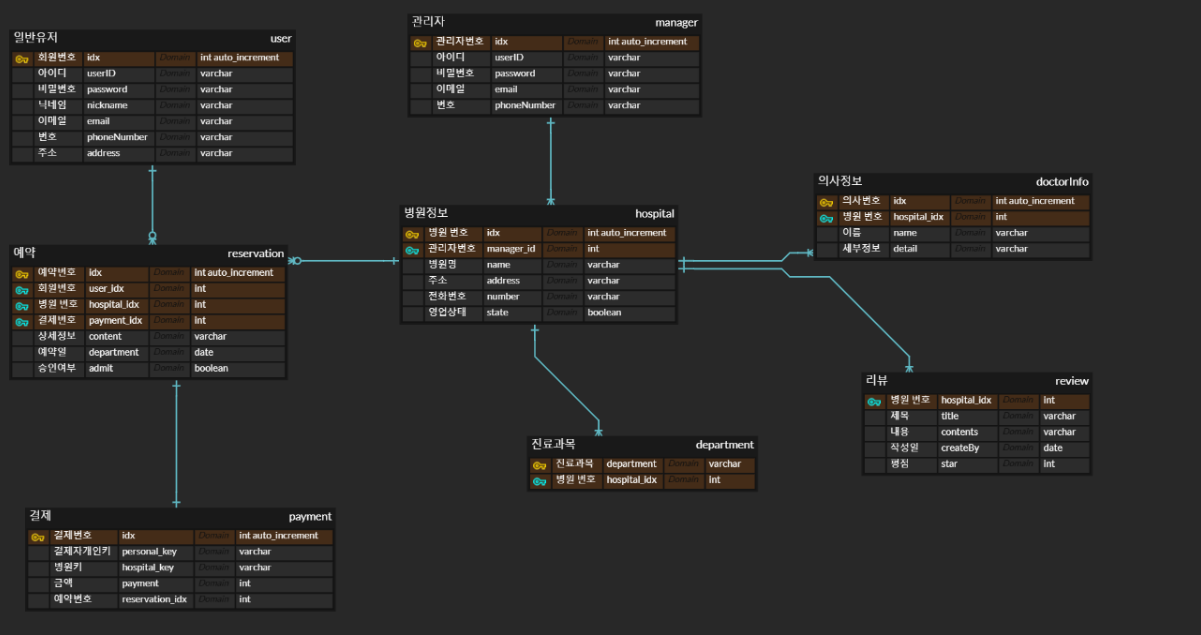 일반유저 user
회원번호 idx Domain int auto_increment
아이디 userID Domain varchar
비밀번호 password Domain varchar
닉네임 nickname Domain varchar
이메일 email Domain varchar
번호 phoneNumber Domain varchar
주소 address Domain varchar
관리자 manager
관리자번호 idx Domain int auto_increment
아이디 userID Domain varchar
비밀번호 password Domain varchar
이메일 email Domain varchar
번호 phoneNumber Domain varchar
의사정보 doctorInfo
의사번호 idx Domain int auto_increment
병원 번호 hospital_idx Domain int
이름 name Domain varchar
세부정보 detail Domain varchar
병원정보 hospital
병원 번호 idx Domain int auto_increment
관리자번호 manager_id Domain int
병원명 name Domain varchar
주소 address Domain varchar
전화번호 number Domain varchar
영업상태 state Domain boolean
예약 reservation
예약번호 idx Domain int auto_increment
회원번호 user_idx Domain int
병원 번호 hospital_idx Domain int
결제번호 payment_idx Domain int
상세정보 content Domain varchar
예약일 department Domain date
승인여부 admit Domain boolean
리뷰 review
병원 번호 hospital_idx Domain int
제목 title Domain varchar
내용 contents Domain varchar
작성일 createBy Domain date
평점 star Domain int
진료과목 department
진료과목 department Domain varchar
병원 번호 hospital_idx Domain int
결제 payment
결제번호 idx Domain int auto_increment
결제자개인키 personal_key Domain varchar
병원키 hospital_key Domain varchar
금액 payment Domain int
예약번호 reservation_idx Domain int